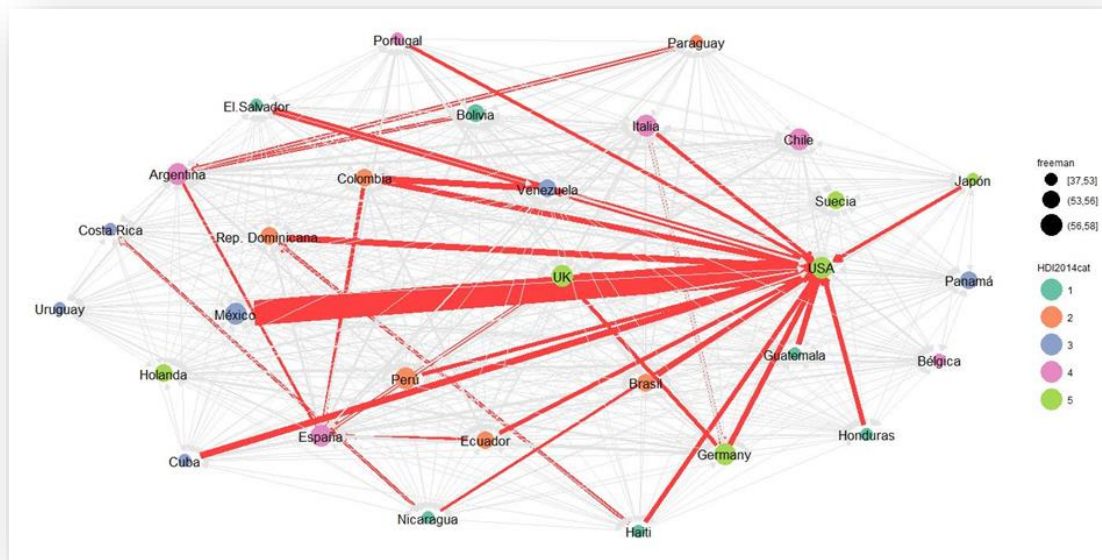 Portugal
Paraguay
El.Salvador
Bolivia
Italia
Chile
freeman
[37,53]
(53,56]
(56,58]
Argentina
Colombia
Venezuela
Japón
Suecia
Costa.Rica
Rep. Dominicana
UK
USA
Panamá
HDI2014cat
1
2
3
4
5
Uruguay
México
Holanda
Perú
Brasil
Guatemala
Bélgica
España
Ecuador
Germany
Honduras
Cuba
Nicaragua
Haiti